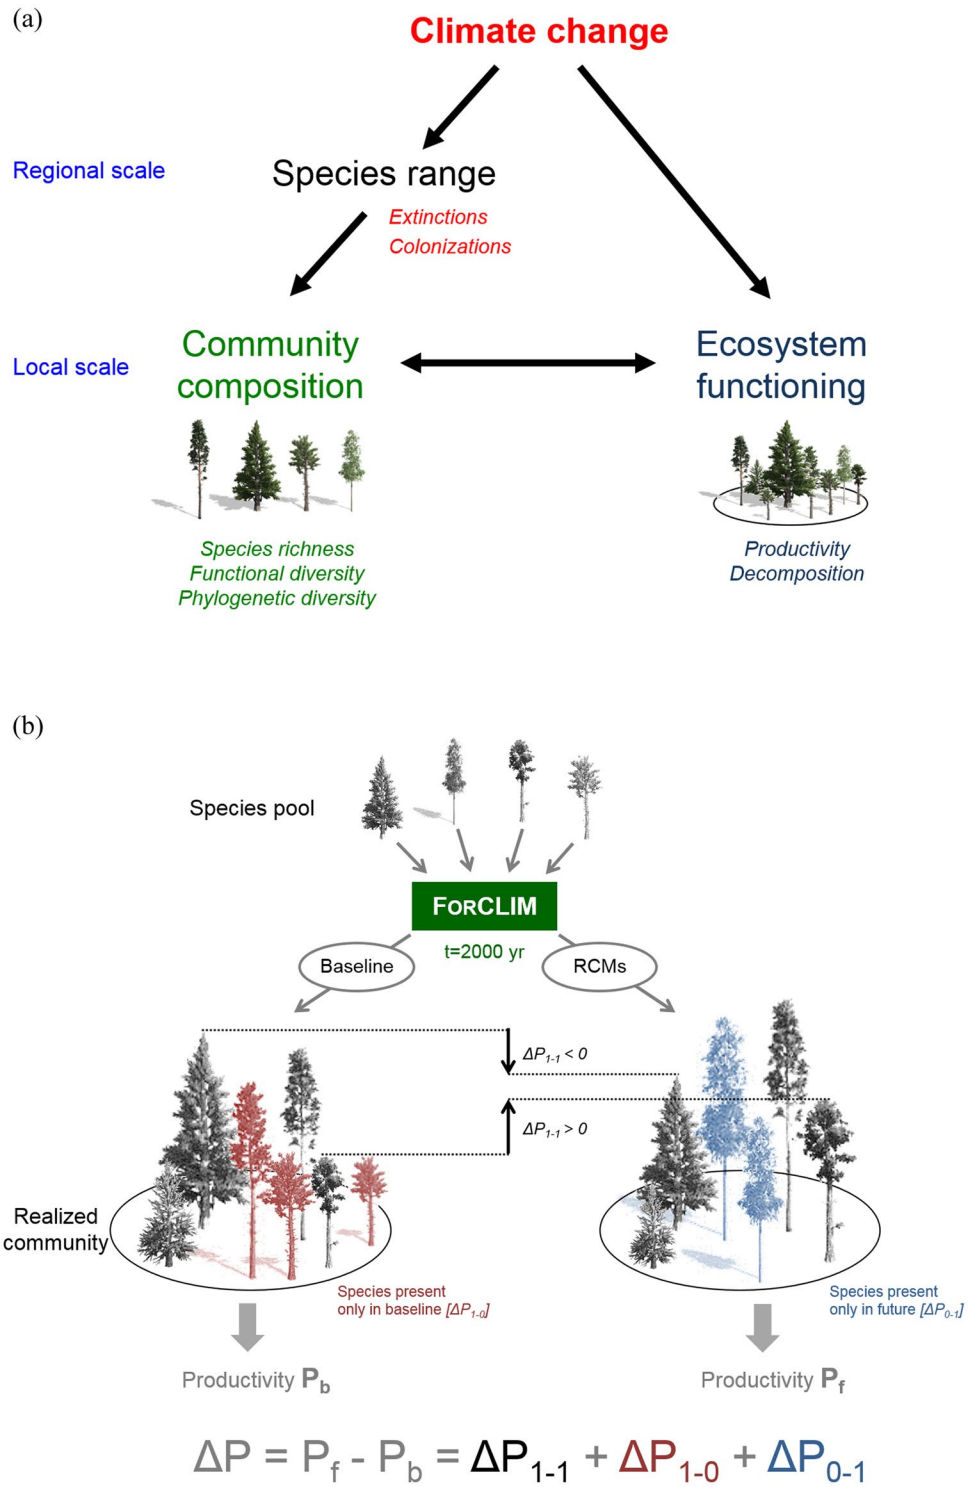 (a)
Climate change
Regional scale
Species range
Extinctions
Colonizations
Local scale
Community
composition
Ecosystem
functioning
Species richness
Functional diversity
Phylogenetic diversity
Productivity
Decomposition
(b)
Species pool
FORCLIM
t=2000 yr
Baseline
RCMs
ΔP1-1 < 0
ΔP1-1 > 0
Realized
community
Species present
only in baseline [ΔP1-0]
Species present
only in future [ΔP0-1]
Productivity Pb
Productivity Pf
ΔP = Pf - Pb = ΔP1-1 + ΔP1-0 + ΔP0-1